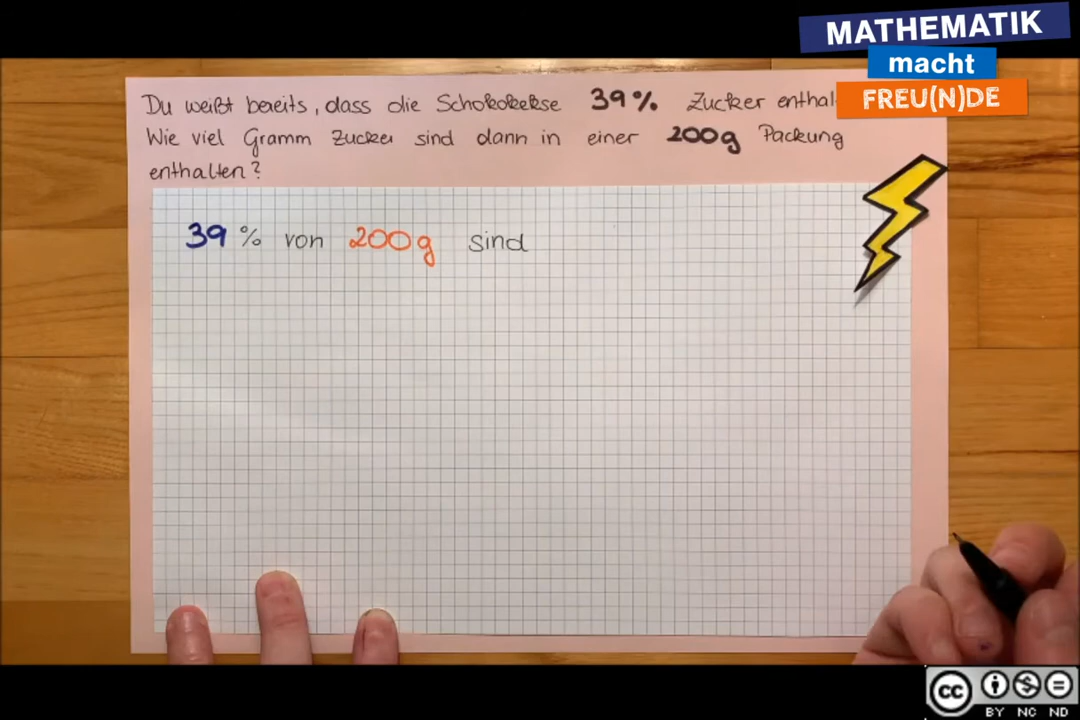 MATHEMATIK
macht
FREU(N)DE
Du weißt bereits, dass die Schokokekse 39% Zucker enthal
Wie viel Gramm Zucker sind dann in einer 200g Packung
enthalten?
39% von 200g sind
cc
BY NC ND